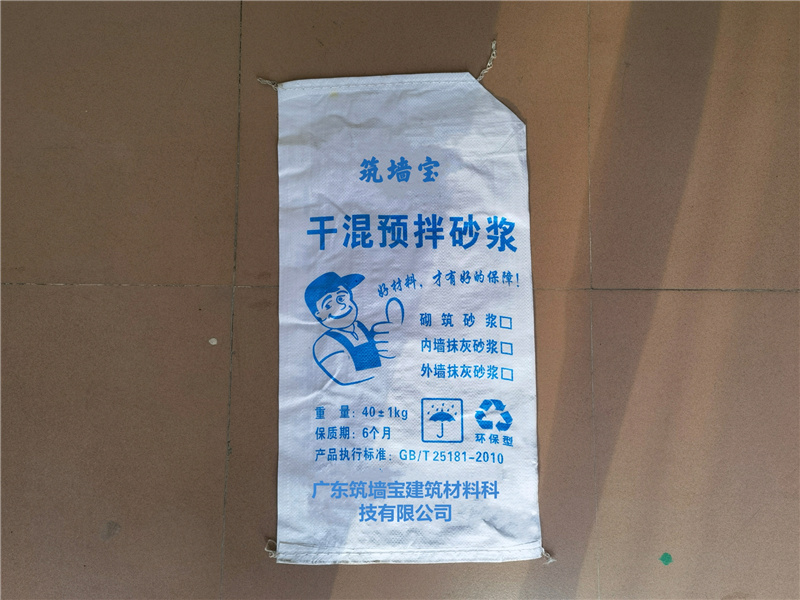 筑墙宝
干混预拌砂浆
好材料，才有好的保障！
砌筑砂浆□
内墙抹灰砂浆□
外墙抹灰砂浆□
重量：40±1kg
保质期：6个月
环保型
产品执行标准：GB/T 25181-2010
广东筑墙宝建筑材料科
技有限公司